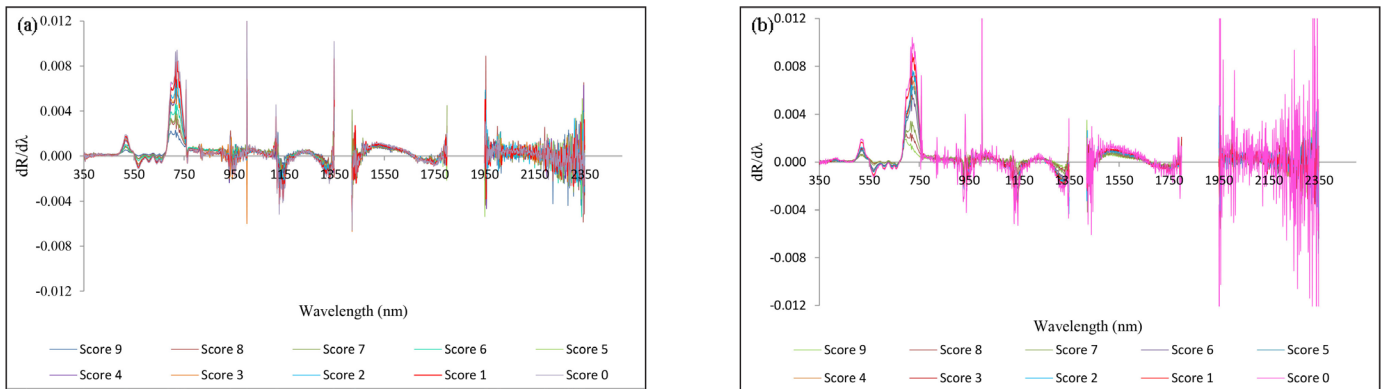 (a)
0.012
0.008
0.004
0.000
-0.004
-0.008
-0.012
dR/dλ
350 550 750 950 1150 1350 1550 1750 1950 2150 2350
Wavelength (nm)
Score 9 Score 8 Score 7 Score 6 Score 5
Score 4 Score 3 Score 2 Score 1 Score 0
(b)
0.012
0.008
0.004
0.000
-0.004
-0.008
-0.012
dR/dλ
350 550 750 950 1150 1350 1550 1750 1950 2150 2350
Wavelength (nm)
Score 9 Score 8 Score 7 Score 6 Score 5
Score 4 Score 3 Score 2 Score 1 Score 0